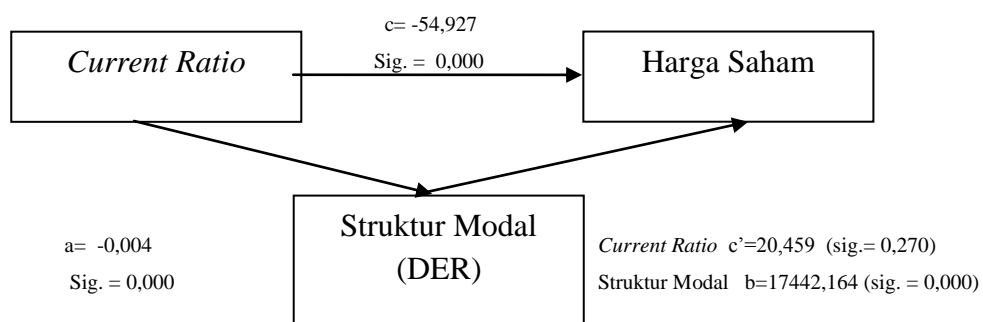 c= -54,927
Sig. = 0,000
Current Ratio
Harga Saham
Struktur Modal
(DER)
a= -0,004
Sig. = 0,000
Current Ratio c’=20,459 (sig.= 0,270)
Struktur Modal b=17442,164 (sig. = 0,000)